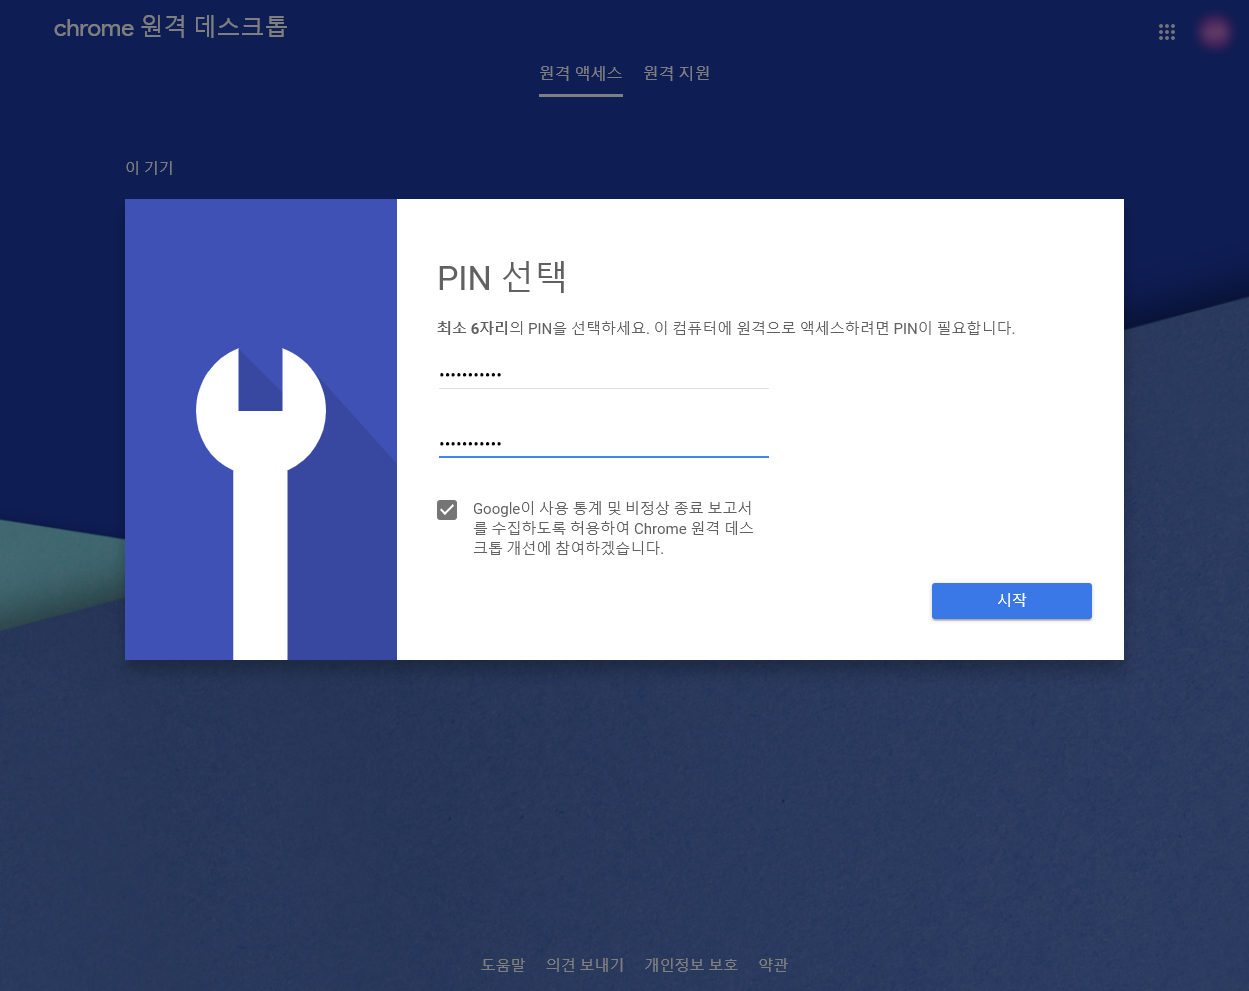 chrome 원격 데스크톱
원격 액세스 원격 지원
이 기기
PIN 선택
최소 6자리의 PIN을 선택하세요. 이 컴퓨터에 원격으로 액세스하려면 PIN이 필요합니다.
•••••••••••
•••••••••••
Google이 사용 통계 및 비정상 종료 보고서
를 수집하도록 허용하여 Chrome 원격 데스
크톱 개선에 참여하겠습니다.
시작
도움말 의견 보내기 개인정보 보호 약관